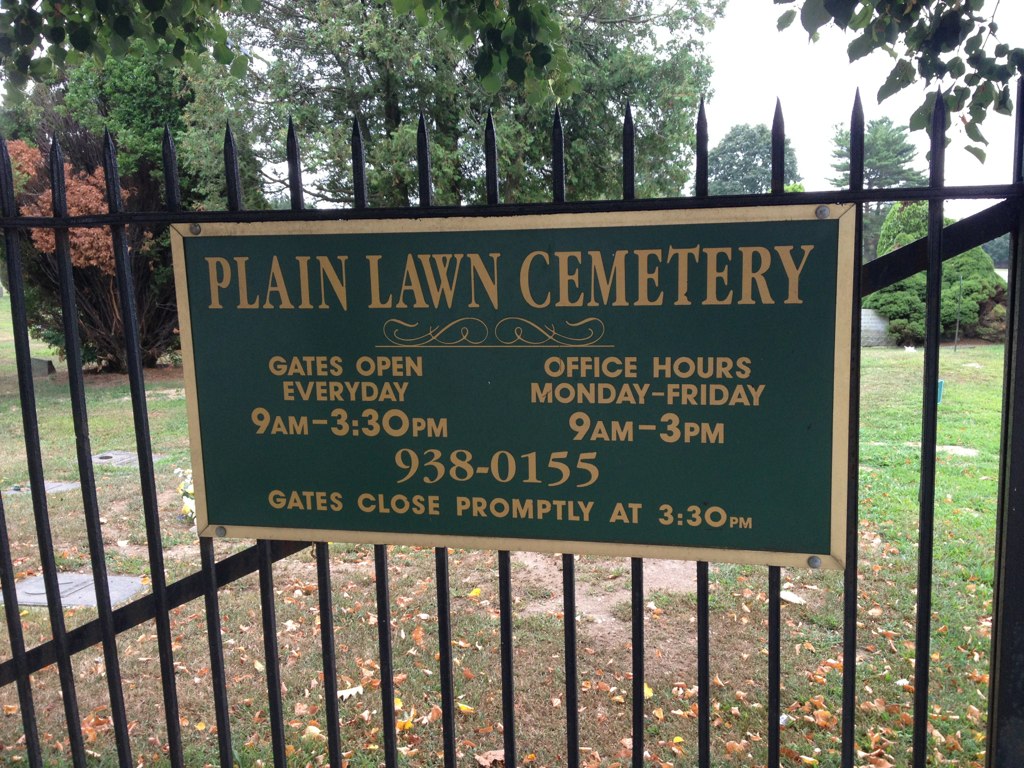 PLAIN LAWN CEMETERY
GATES OPEN
EVERYDAY
9AM-3:30PM
OFFICE HOURS
MONDAY-FRIDAY
9AM-3PM
938-0155
GATES CLOSE PROMPTLY AT 3:30PM